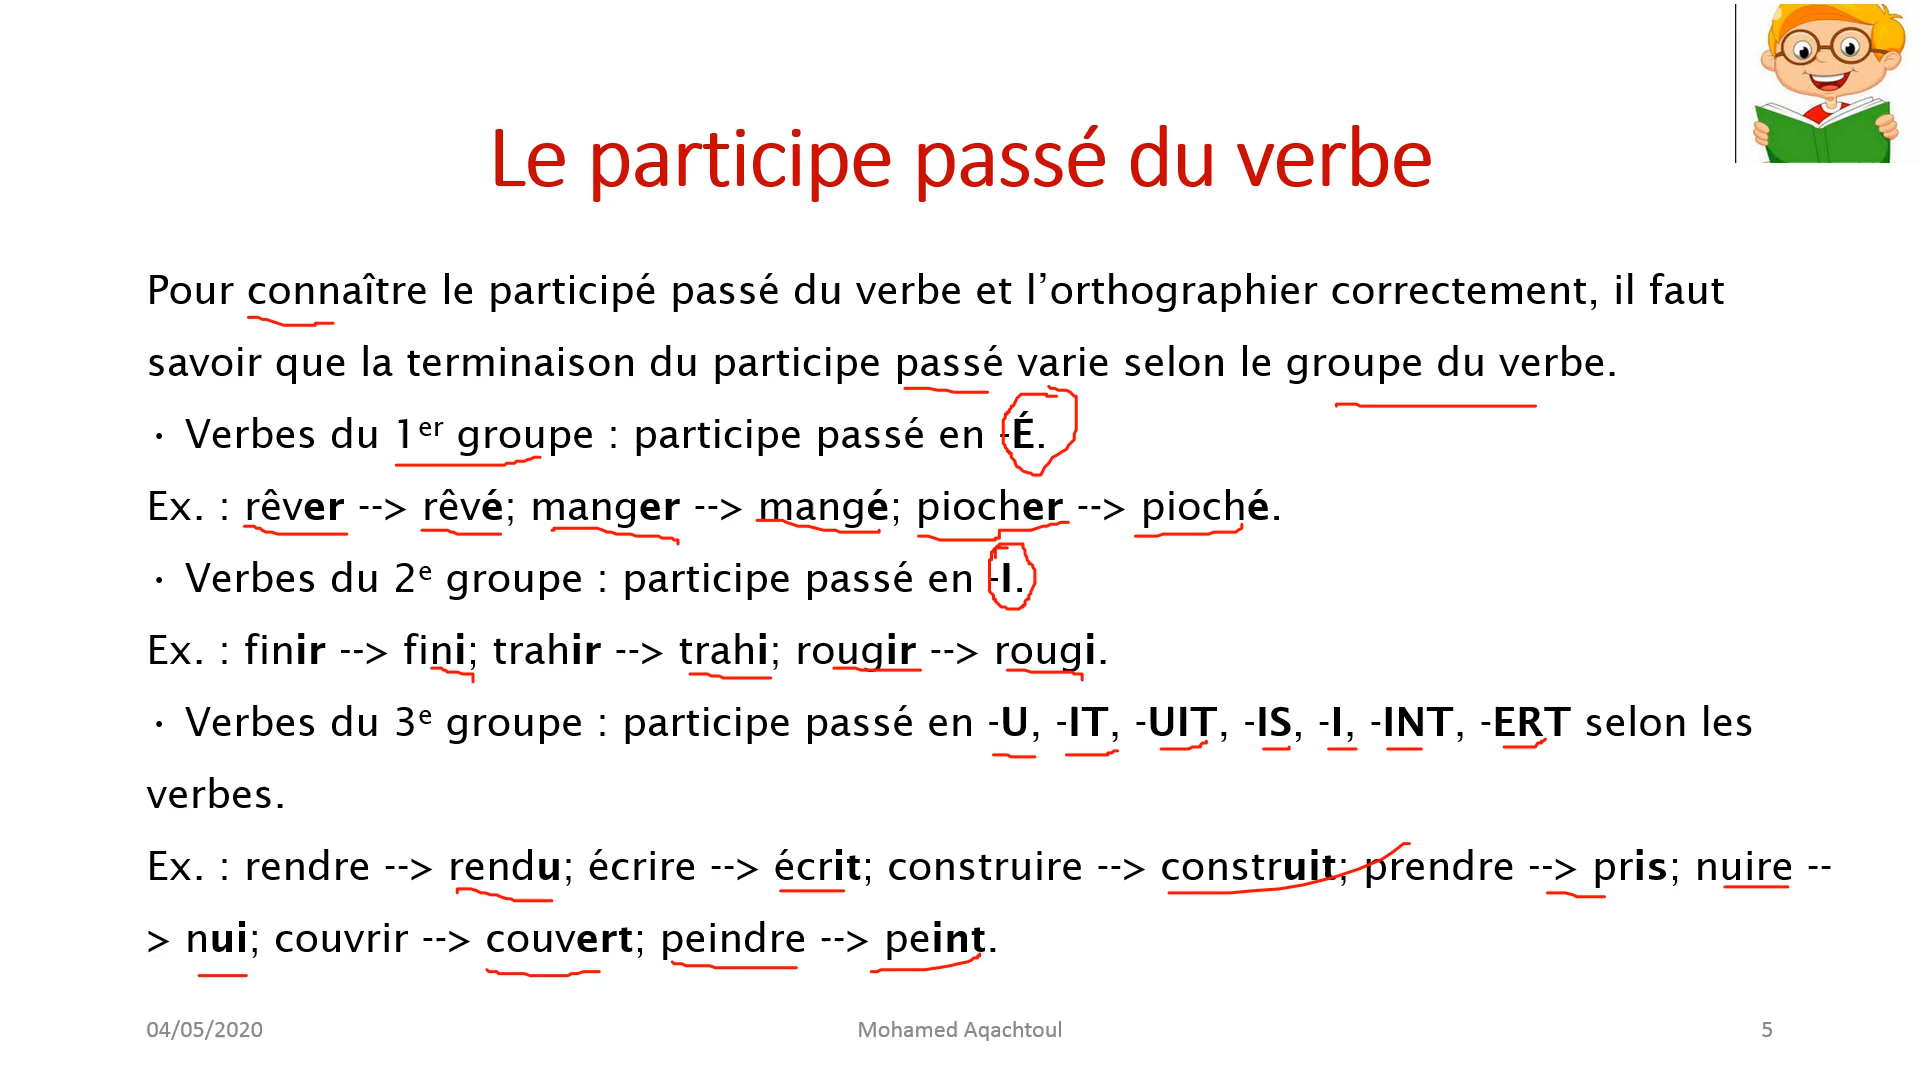 Le participe passé du verbe
Pour connaître le participé passé du verbe et l’orthographier correctement, il faut
savoir que la terminaison du participe passé varie selon le groupe du verbe.
• Verbes du 1er groupe : participe passé en -É.
Ex. : rêver --> rêvé; manger --> mangé; piocher --> pioché.
• Verbes du 2e groupe : participe passé en -I.
Ex. : finir --> fini; trahir --> trahi; rougir --> rougi.
• Verbes du 3e groupe : participe passé en -U, -IT, -UIT, -IS, -I, -INT, -ERT selon les
verbes.
Ex. : rendre --> rendu; écrire --> écrit; construire --> construit; prendre --> pris; nuire --
> nui; couvrir --> couvert; peindre --> peint.
04/05/2020 Mohamed Aqachtoul 5